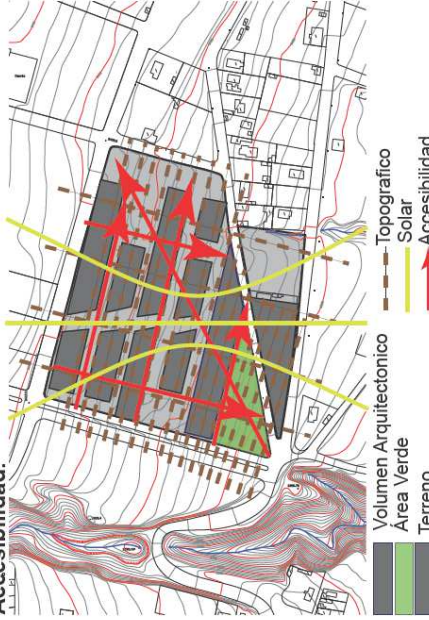 Accesibilidad.
Volumen Arquitectonico
Área Verde
Terreno
Topografico
Solar
Accesibilidad